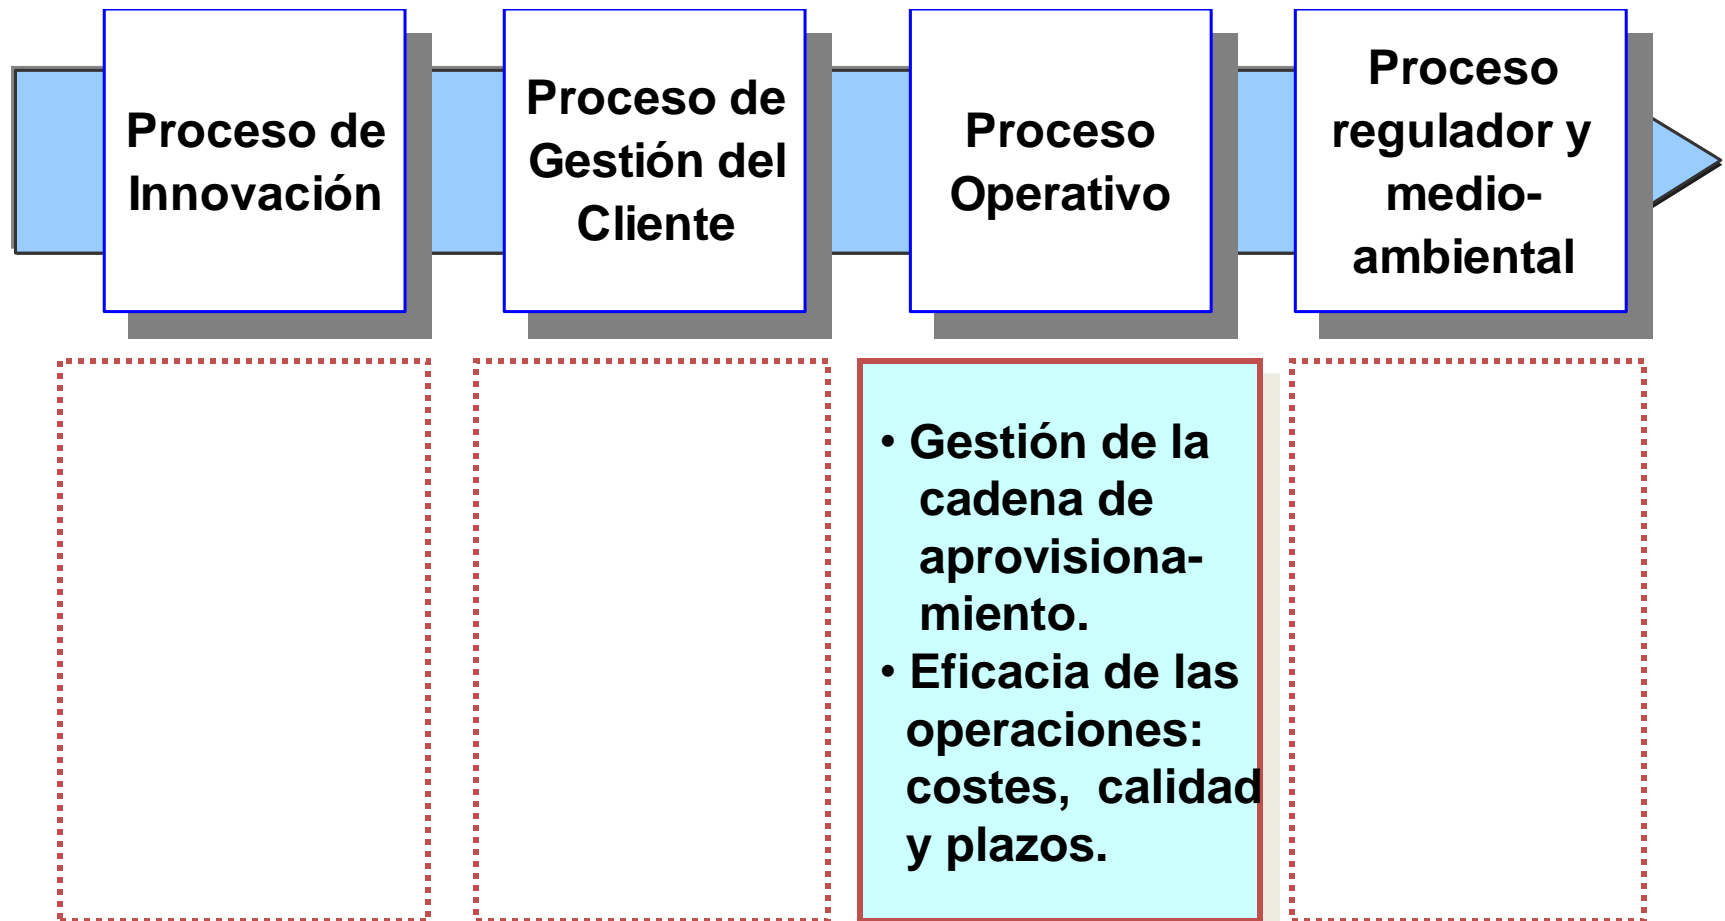 Proceso de
Innovación
Proceso de
Gestión del
Cliente
Proceso
Operativo
Proceso
regulador y
medio-
ambiental
• Gestión de la
cadena de
aprovisiona-
miento.
• Eficacia de las
operaciones:
costes, calidad
y plazos.